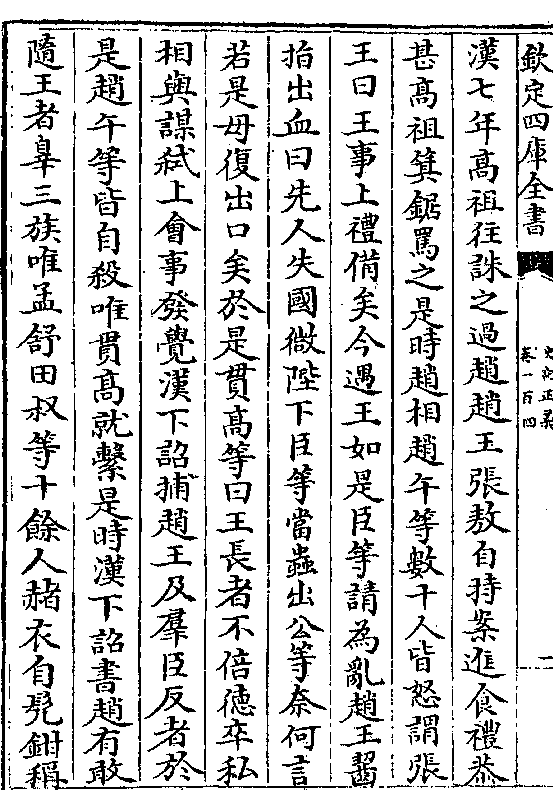 欽定四庫全書
史記正義
卷一百四
一
漢七年高祖往誅之過趙趙王張敖自持案進食禮恭
甚高祖箕鋸罵之是時趙相趙午等數千人皆怒謂張
王曰王事上禮備矣今遇王如是臣等請為亂趙王齧
指出血曰先人失國微陛下臣等當蟲出公等奈何言
若是毋復出口矣於是貫高等曰王長者不倍徳卒私
相與謀弑上會事發覺漢下詔捕趙王及羣臣反者於
是趙午等皆自殺唯貫髙就繫是時漢下詔書趙有敢
隨王者辠三族唯孟舒田叔等十餘人赭衣自髠鉗稱